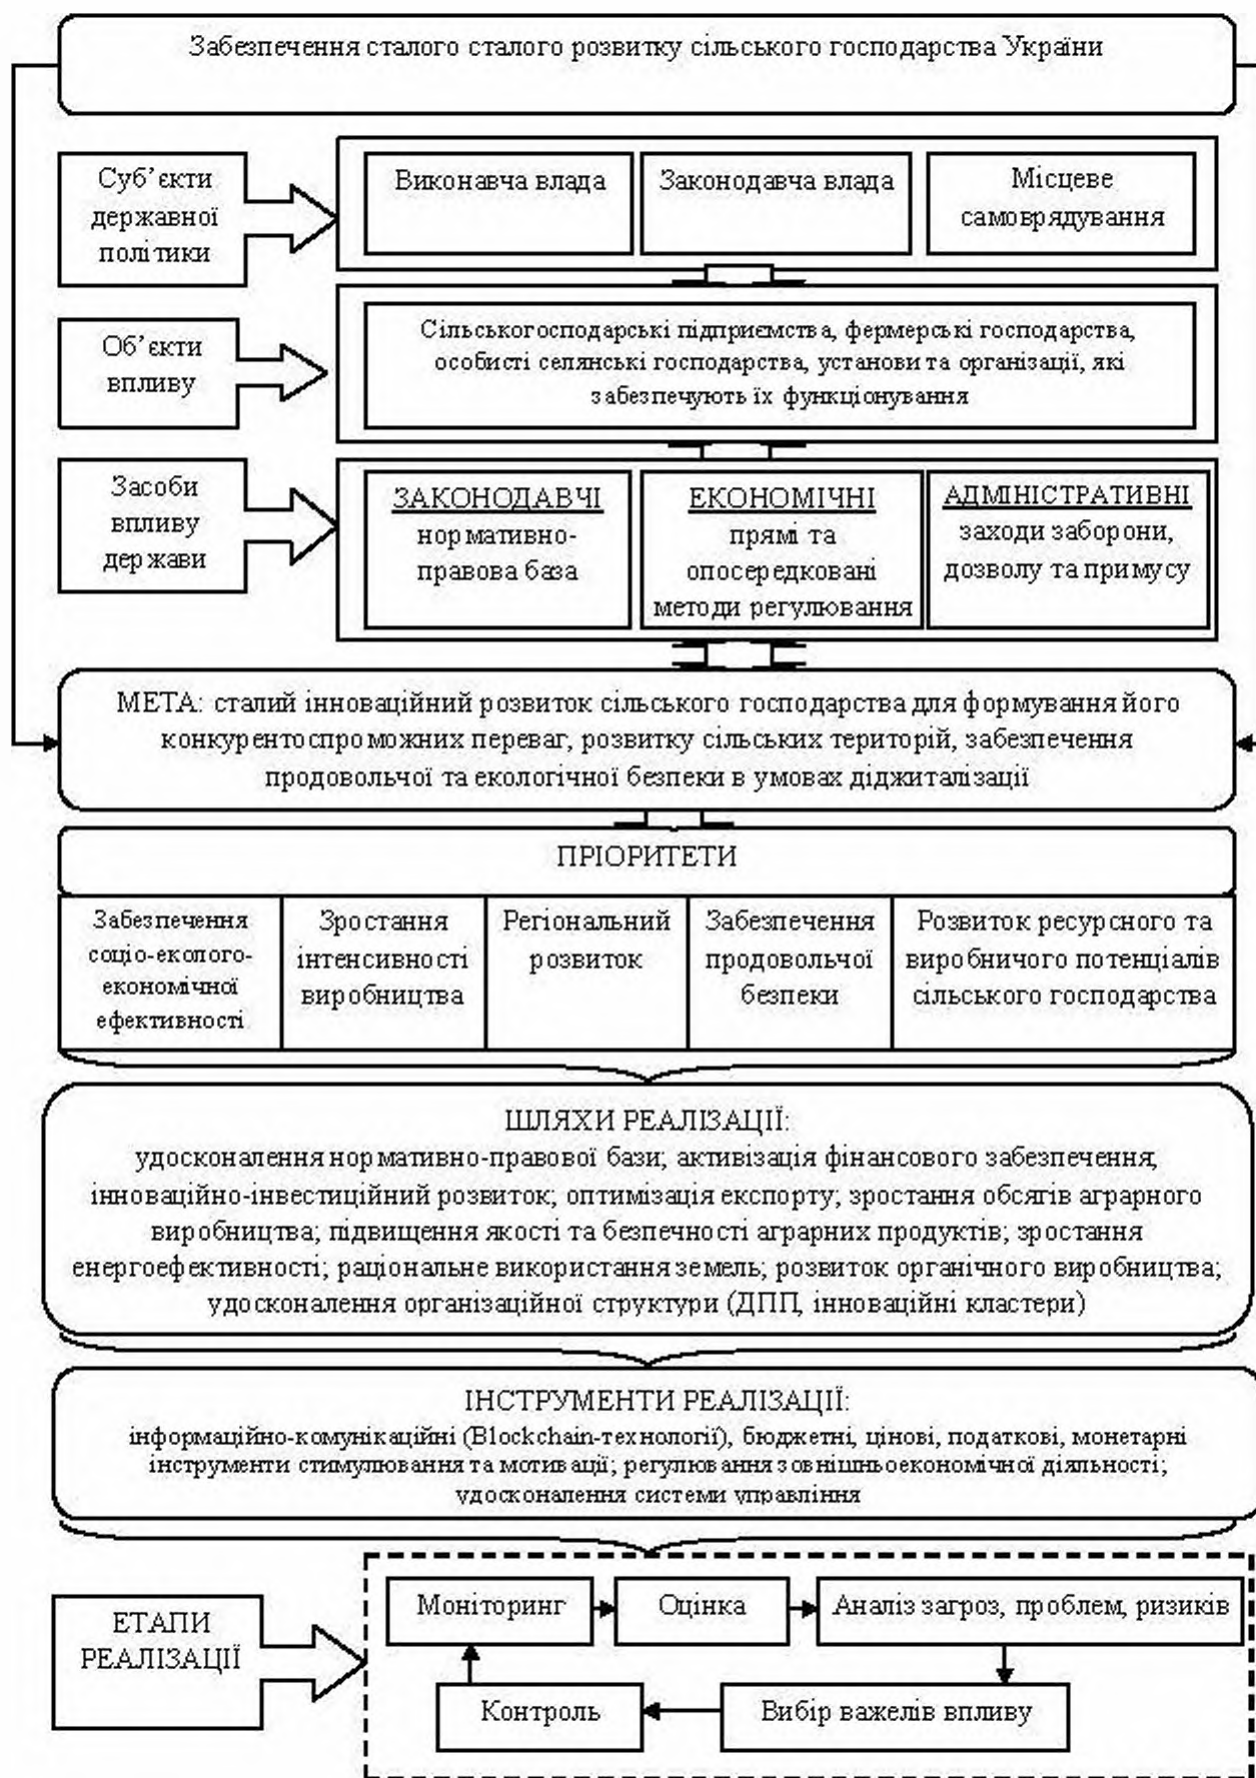 Забезпечення сталого сталого розвитку сільського господарства України
Суб’єкти
державної
політики
Виконавча влада
Законодавча влада
Місцеве
самоврядування
Об’єкти
впливу
Сільськогосподарські підприємства, фермерські господарства,
особисті селянські господарства, установи та організації, які
забезпечують їх функціонування
Засоби
впливу
держави
ЗАКОНОДАВЧІ
нормативно-
правова база
ЕКОНОМІЧНІ
прямі та
опосередковані
методи регулювання
АДМІНІСТРАТИВНІ
заходи заборони,
дозволу та примусу
МЕТА: сталий інноваційний розвиток сільського господарства для формування його
конкурентоспроможних переваг, розвитку сільських територій, забезпечення
продовольчої та екологічної безпеки в умовах діджиталізації
ПРІОРИТЕТИ
Забезпечення
соціо-еколого-
економічної
ефективності
Зростання
інтенсивності
виробництва
Регіональний
розвиток
Забезпечення
продовольчої
безпеки
Розвиток ресурсного та
виробничого потенціалів
сільського господарства
ШЛЯХИ РЕАЛІЗАЦІЇ:
удосконалення нормативно-правової бази; активізація фінансового забезпечення;
інноваційно-інвестиційний розвиток; оптимізація експорту; зростання обсягів аграрного
виробництва; підвищення якості та безпечності аграрних продуктів; зростання
енергоефективності; раціональне використання земель; розвиток органічного виробництва;
удосконалення організаційної структури (ДПП, інноваційні кластери)
ІНСТРУМЕНТИ РЕАЛІЗАЦІЇ:
інформаційно-комунікаційні (Blockchain-технології), бюджетні, цінові, податкові, монетарні
інструменти стимулювання та мотивації; регулювання зовнішньоекономічної діяльності;
удосконалення системи управління
ЕТАПИ
РЕАЛІЗАЦІЇ
Моніторинг
Оцінка
Аналіз загроз, проблем, ризиків
Контроль
Вибір важелів впливу